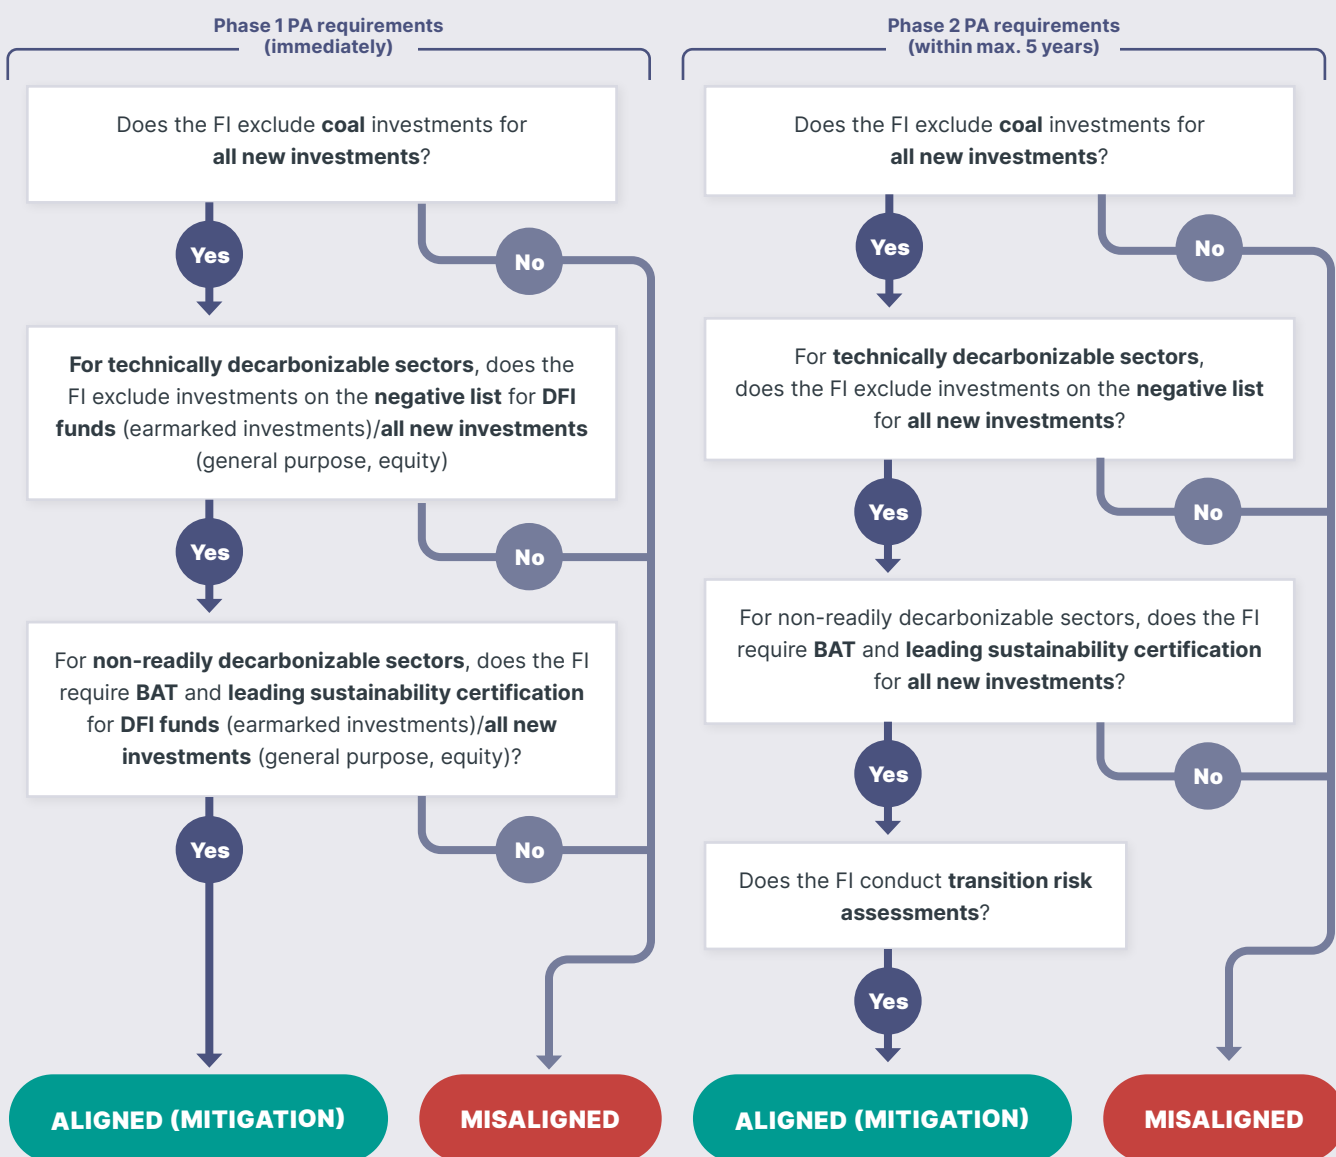 Phase 1 PA requirements
(immediately)
Does the FI exclude coal investments for
all new investments?
Yes
No
For technically decarbonizable sectors, does the
FI exclude investments on the negative list for DFI
funds (earmarked investments)/all new investments
(general purpose, equity)
Yes
No
For non-readily decarbonizable sectors, does the FI
require BAT and leading sustainability certification
for DFI funds (earmarked investments)/all new
investments (general purpose, equity)?
Yes
No
ALIGNED (MITIGATION)
MISALIGNED
Phase 2 PA requirements
(within max. 5 years)
Does the FI exclude coal investments for
all new investments?
Yes
No
For technically decarbonizable sectors,
does the FI exclude investments on the negative list
for all new investments?
Yes
No
For non-readily decarbonizable sectors, does the FI
require BAT and leading sustainability certification
for all new investments?
Yes
No
Does the FI conduct transition risk
assessments?
Yes
ALIGNED (MITIGATION)
MISALIGNED